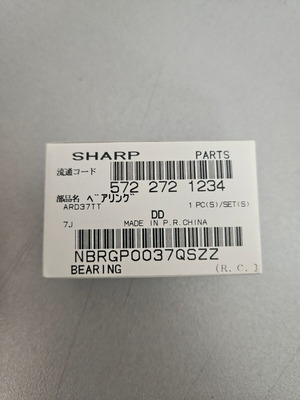 SHARP PARTS
流通コード
572 272 1234
部品名 ベアリング
ARD37TT 1 PC(S)/SET(S)
DD
7J MADE IN P.R.CHINA
NBRGP0037QSZZ
BEARING (R.C.)